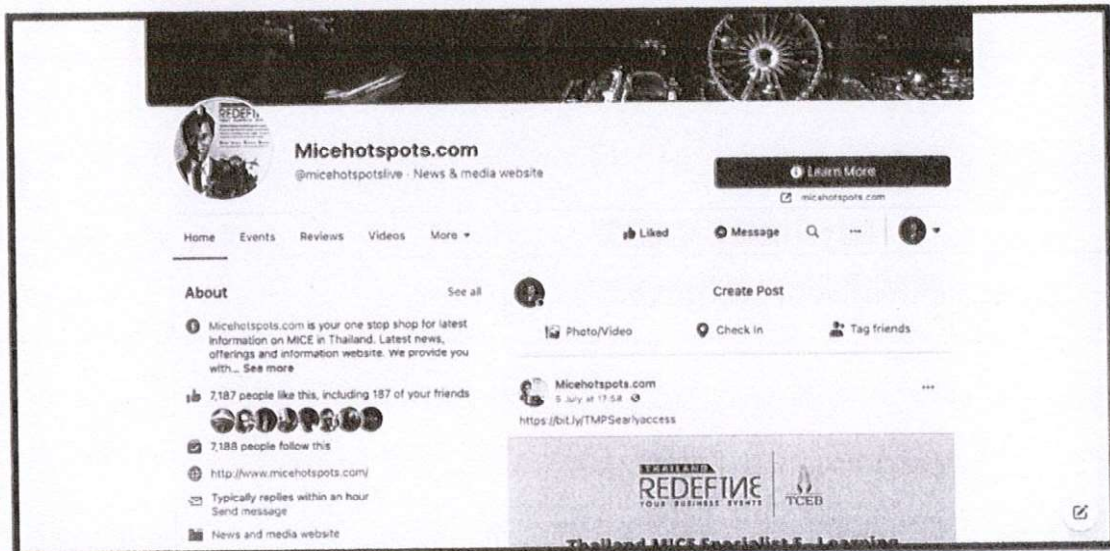 REDEFINE
Micehotspots.com
@micehotspotslive · News & media website
Learn More
micehotspots.com
Home Events Reviews Videos More
Liked Message
About See all
Create Post
Micehotspots.com is your one stop shop for latest
information on MICE in Thailand. Latest news,
offerings and information website. We provide you
with... See more
Photo/Video Check in Tag friends
7,187 people like this, including 187 of your friends
7,188 people follow this
http://www.micehotspots.com/
Typically replies within an hour
Send message
News and media website
Micehotspots.com
5 July at 17:58
https://bit.ly/TMPSearlyaccess
THAILAND
REDEFINE
YOUR BUSINESS EVENTS
TCEB
Thailand MICE Specialist E-Learning